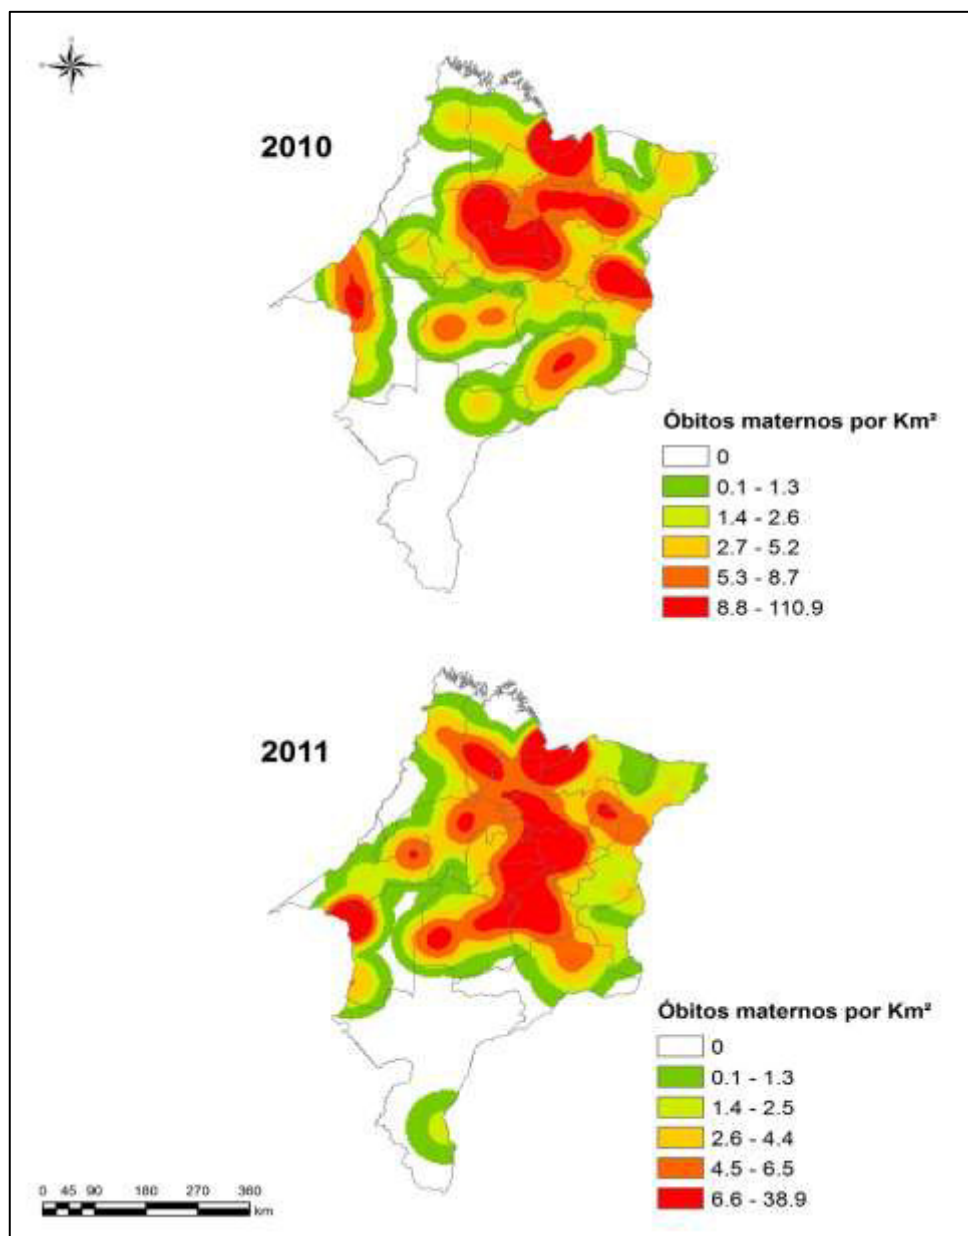 2010
Óbitos maternos por Km²
0
0.1 - 1.3
1.4 - 2.6
2.7 - 5.2
5.3 - 8.7
8.8 - 110.9
2011
Óbitos maternos por Km²
0
0.1 - 1.3
1.4 - 2.5
2.6 - 4.4
4.5 - 6.5
6.6 - 38.9
0 45 90 180 270 360
km